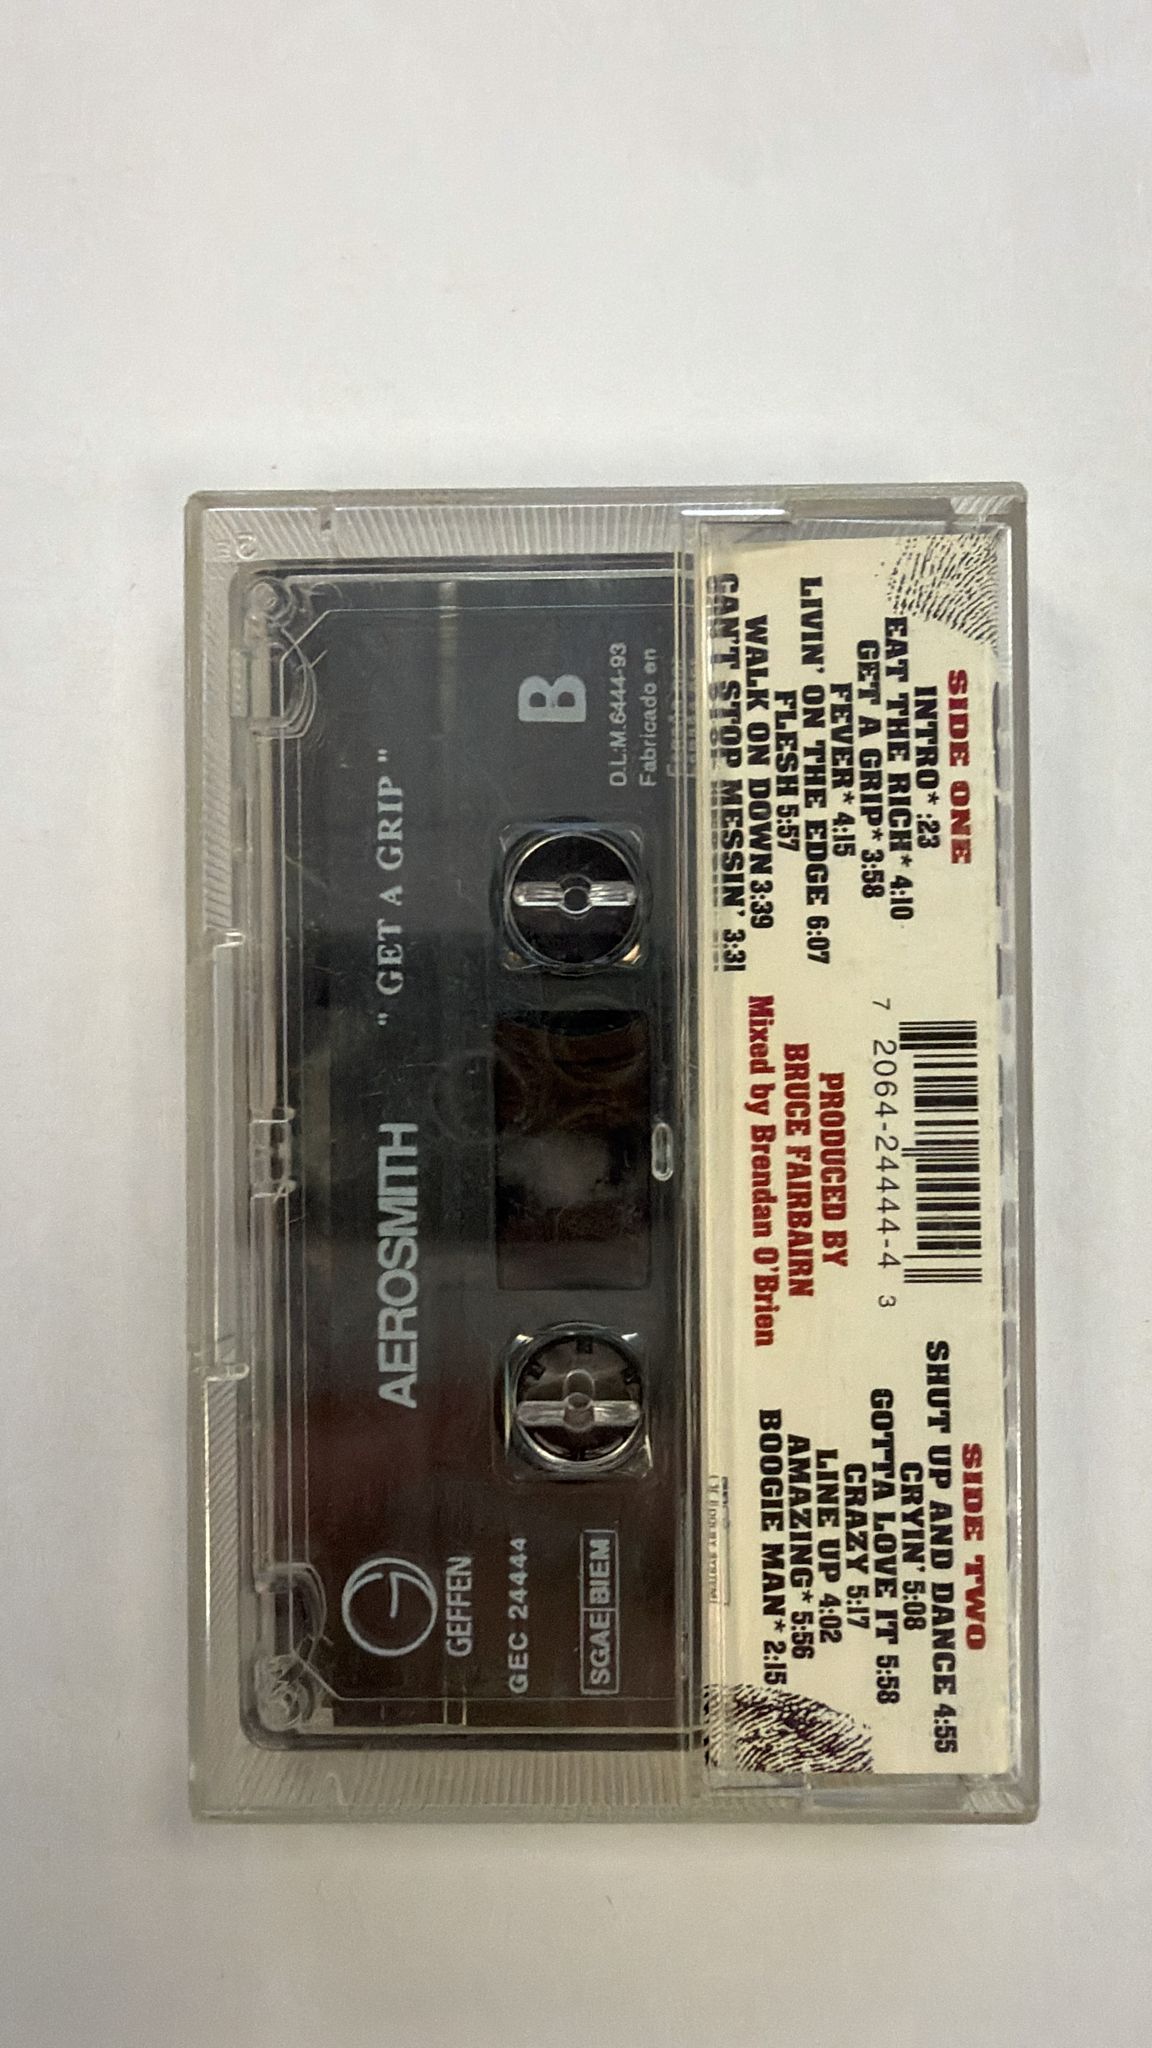 SIDE ONE
INTRO* :23
EAT THE RICH* 4:10
GET A GRIP* 3:58
FEVER* 4:15
LIVIN' ON THE EDGE 6:07
FLESH 5:57
WALK ON DOWN 3:39
CAN'T STOP MESSIN' 3:31
7 2064-24444-4 3
PRODUCED BY
BRUCE FAIRBAIRN
Mixed by Brendan O'Brien
SIDE TWO
SHUT UP AND DANCE 4:55
CRYIN' 5:08
GOTTA LOVE IT 5:58
CRAZY 5:17
LINE UP 4:02
AMAZING* 5:56
BOOGIE MAN* 2:15
AEROSMITH " GET A GRIP "
GEFFEN
GEC 24444
SGAE BIEM
B
D.L:M.6444-93
Fabricado en